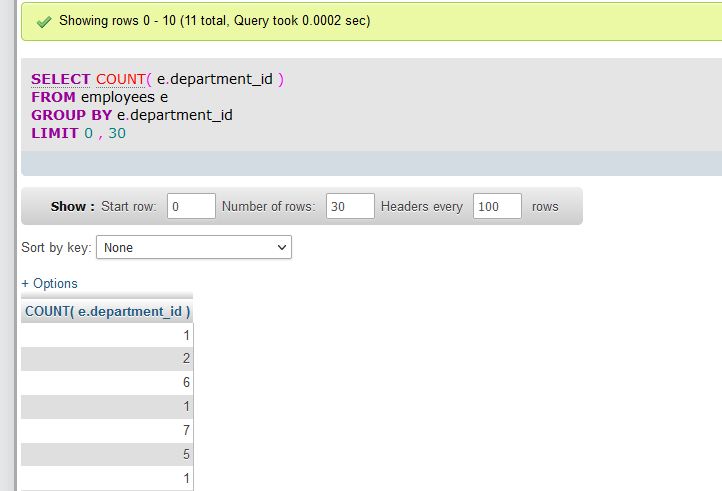 Showing rows 0 - 10 (11 total, Query took 0.0002 sec)
SELECT COUNT( e.department_id )
FROM employees e
GROUP BY e.department_id
LIMIT 0 , 30
Show : Start row: 0 Number of rows: 30 Headers every 100 rows
Sort by key: None
+ Options
COUNT( e.department_id )
1
2
6
1
7
5
1